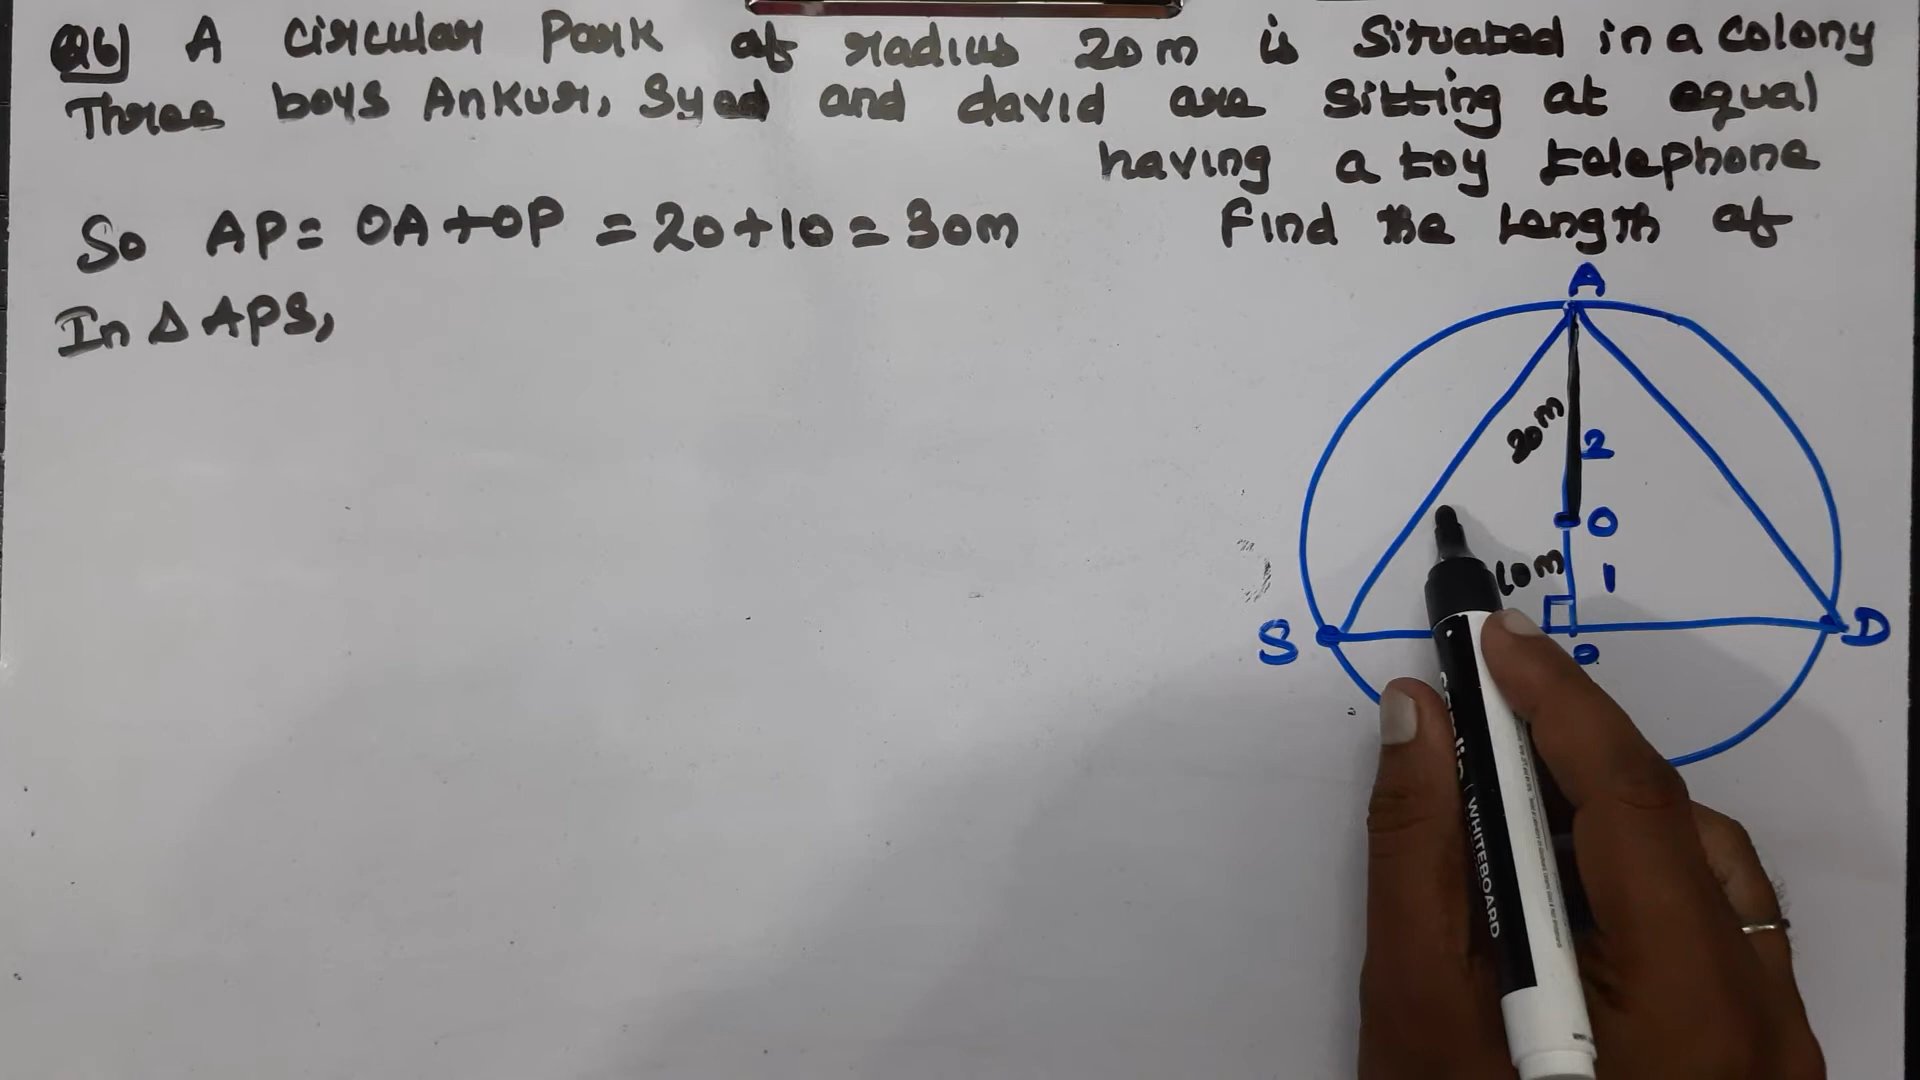 Q6) A circular Park of radius 20m is Situated in a colony
Three boys Ankur, Syed and david are sitting at equal
having a toy telephone
So AP = OA + OP = 20 + 10 = 30m
Find the Length of
In Δ APS,
A
20m
2
O
10m
1
S
D
camlin
WHITEBOARD